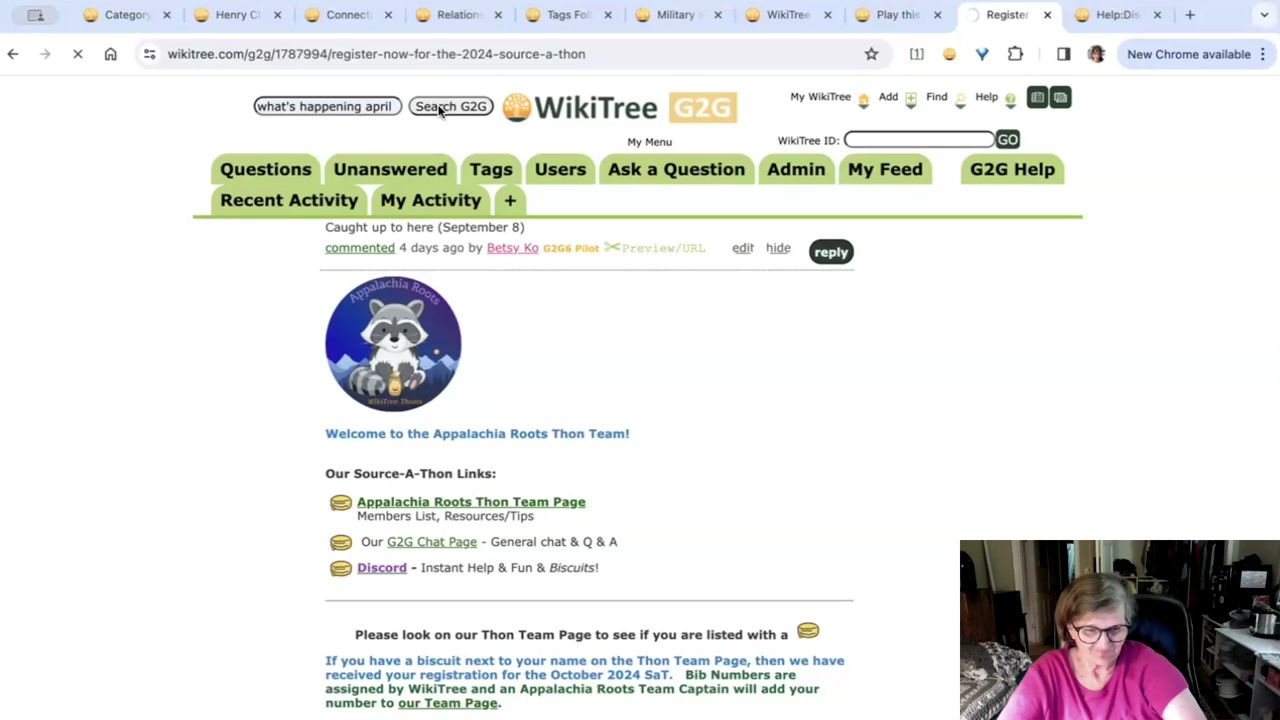 Category
Henry Cl
Connect
Relation
Tags Fol
Military
WikiTree
Play this
Register
Help:Dis
wikitree.com/g2g/1787994/register-now-for-the-2024-source-a-thon
[1]
New Chrome available
what's happening april
Search G2G
WikiTree G2G
My WikiTree Add Find Help
My Menu
WikiTree ID: GO
Questions Unanswered Tags Users Ask a Question Admin My Feed G2G Help
Recent Activity My Activity +
Caught up to here (September 8)
commented 4 days ago by Betsy Ko G2G6 Pilot Preview/URL edit hide reply
Appalachia Roots
WikiTree Thons
Welcome to the Appalachia Roots Thon Team!
Our Source-A-Thon Links:
Appalachia Roots Thon Team Page
Members List, Resources/Tips
Our G2G Chat Page - General chat & Q & A
Discord - Instant Help & Fun & Biscuits!
Please look on our Thon Team Page to see if you are listed with a
If you have a biscuit next to your name on the Thon Team Page, then we have
received your registration for the October 2024 SaT. Bib Numbers are
assigned by WikiTree and an Appalachia Roots Team Captain will add your
number to our Team Page.